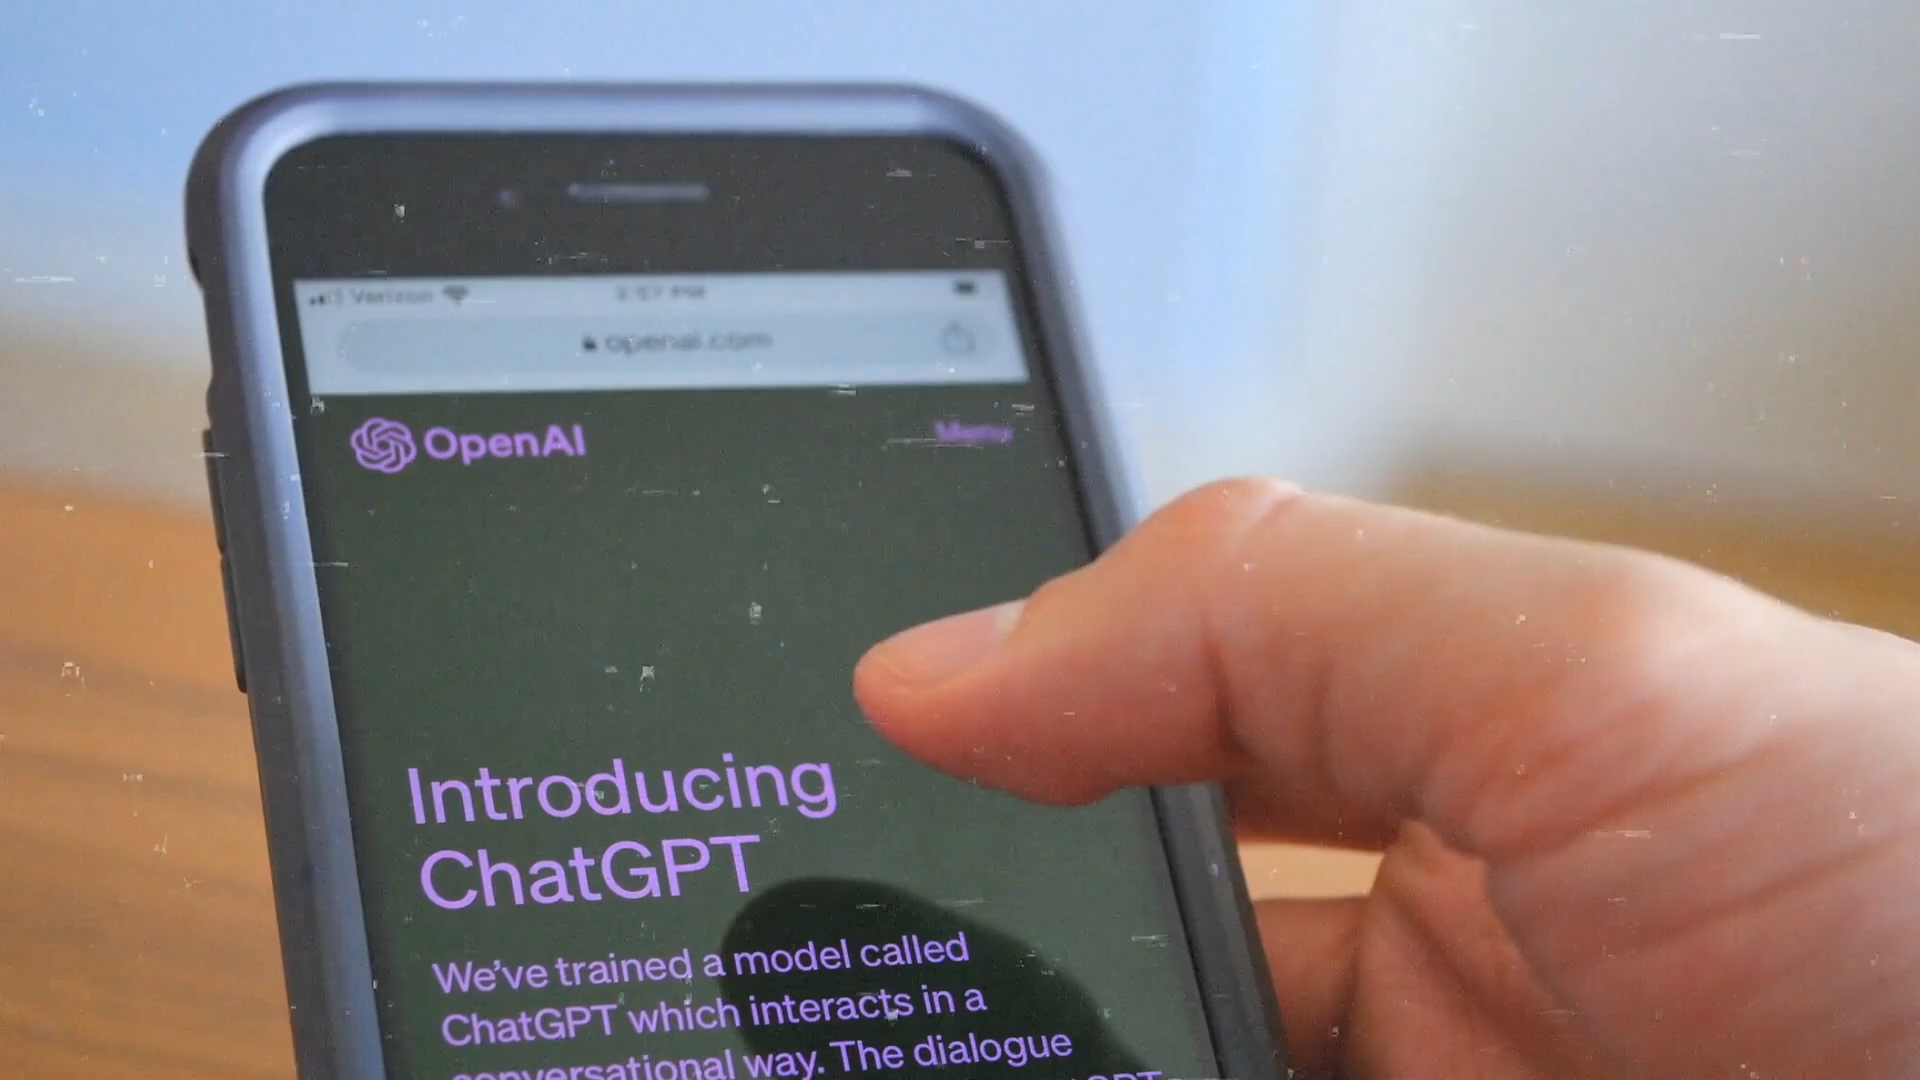 Verizon
openai.com
OpenAI
Menu
Introducing
ChatGPT
We've trained a model called
ChatGPT which interacts in a
conversational way. The dialogue